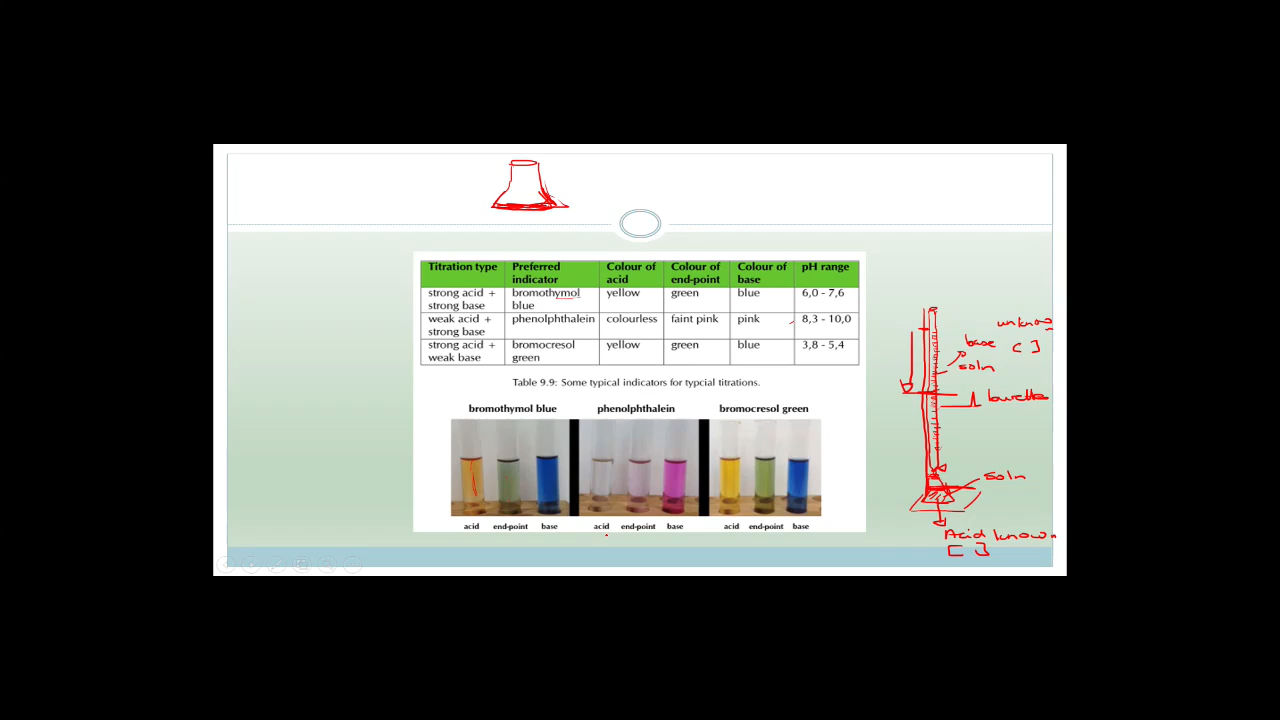 Titration type Preferred indicator Colour of acid Colour of end-point Colour of base pH range
strong acid + strong base bromothymol blue yellow green blue 6,0 - 7,6
weak acid + strong base phenolphthalein colourless faint pink pink 8,3 - 10,0
strong acid + weak base bromocresol green yellow green blue 3,8 - 5,4
Table 9.9: Some typical indicators for typcial titrations.
bromothymol blue phenolphthalein bromocresol green
acid end-point base acid end-point base acid end-point base
unknown
base [ ]
soln
burette
soln
Acid known
[ ]